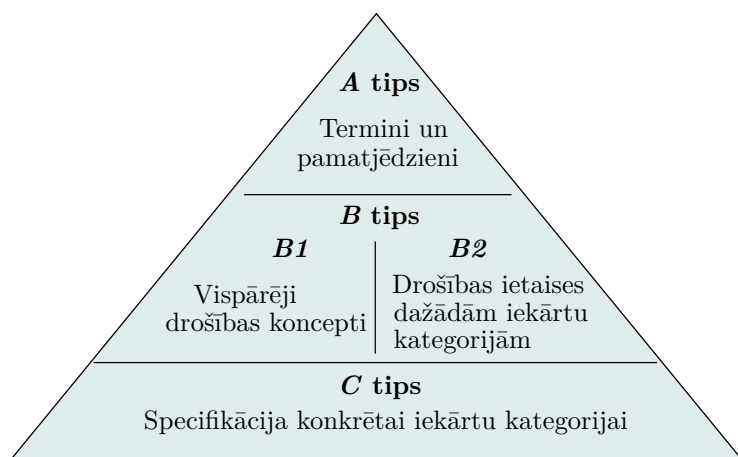 A tips
Termini un
pamatjēdzieni
B tips
B1
Vispārēji
drošības koncepti
B2
Drošības ietaises
dažādām iekārtu
kategorijām
C tips
Specifikācija konkrētai iekārtu kategorijai